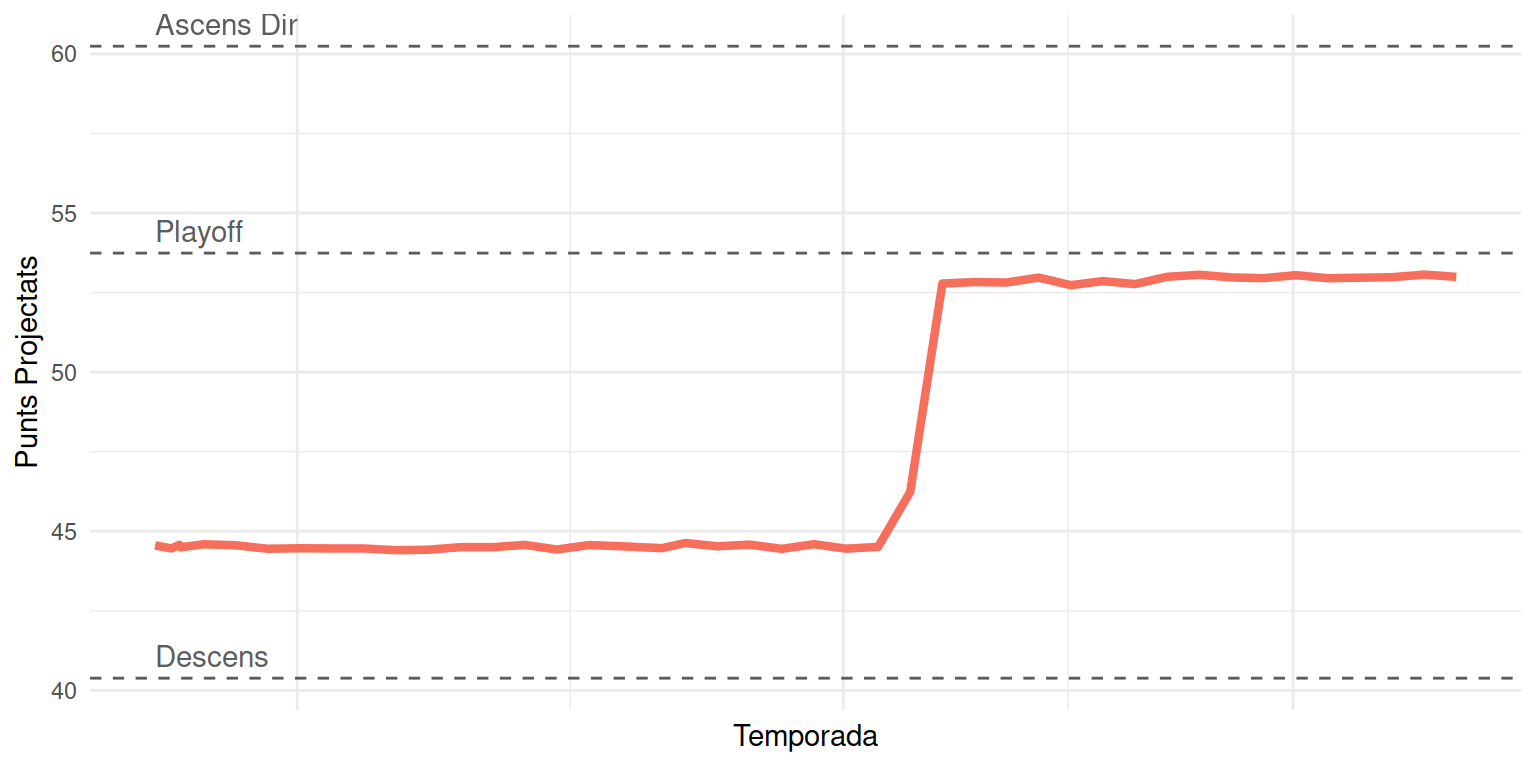 Ascens Dir
60
55
Playoff
50
45
Descens
40
Punts Projectats
Temporada